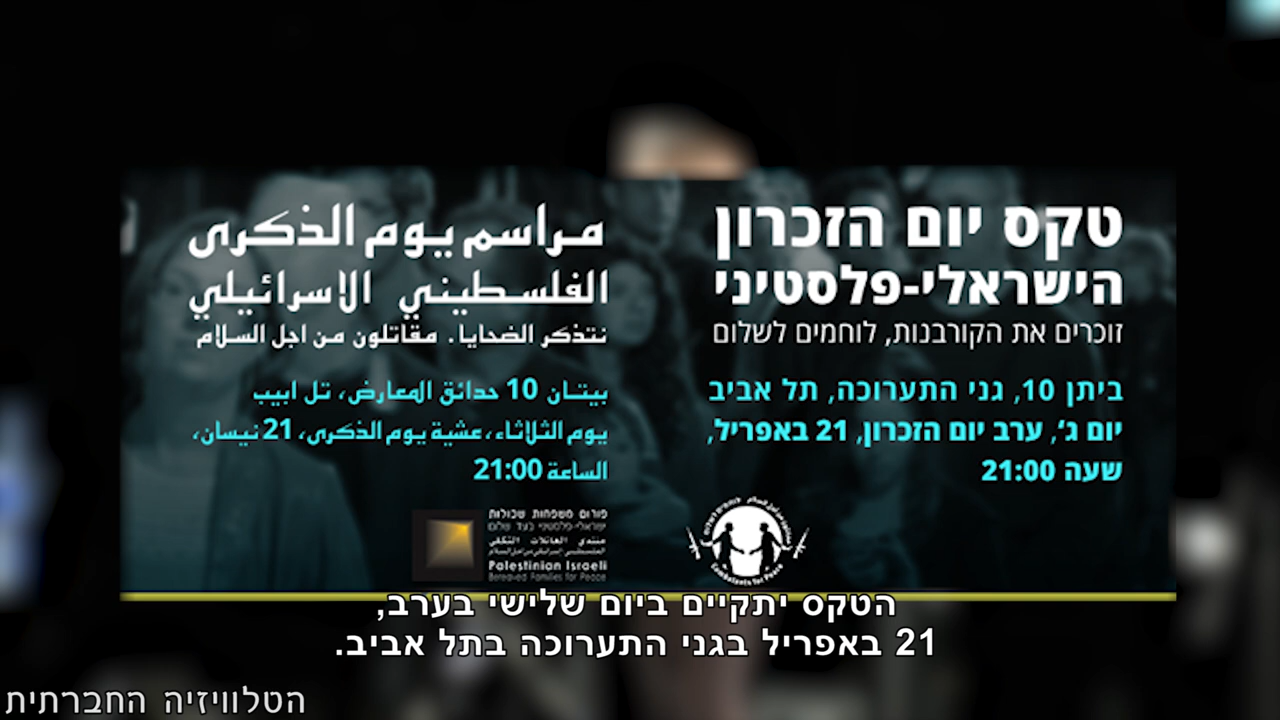 טקס יום הזכרון
הישראלי-פלסטיני
זוכרים את הקורבנות, לוחמים לשלום
ביתן 10, גני התערוכה, תל אביב
יום ג', ערב יום הזכרון, 21 באפריל,
שעה 21:00
مراسم يوم الذكرى
الفلسطيني الاسرائيلي
نتذكر الضحايا. مقاتلون من اجل السلام
بيتان 10 حدائق المعارض، تل ابيب
يوم الثلاثاء، عشية يوم الذكرى، 21 نيسان،
الساعة 21:00
פורום משפחות שכולות
ישראלי-פלסטיני בעד שלום
منتدى العائلات الثكلى
Palestinian Israeli
Bereaved Families for Peace
Combatants for Peace
הטקס יתקיים ביום שלישי בערב,
21 באפריל בגני התערוכה בתל אביב.
הטלוויזיה החברתית